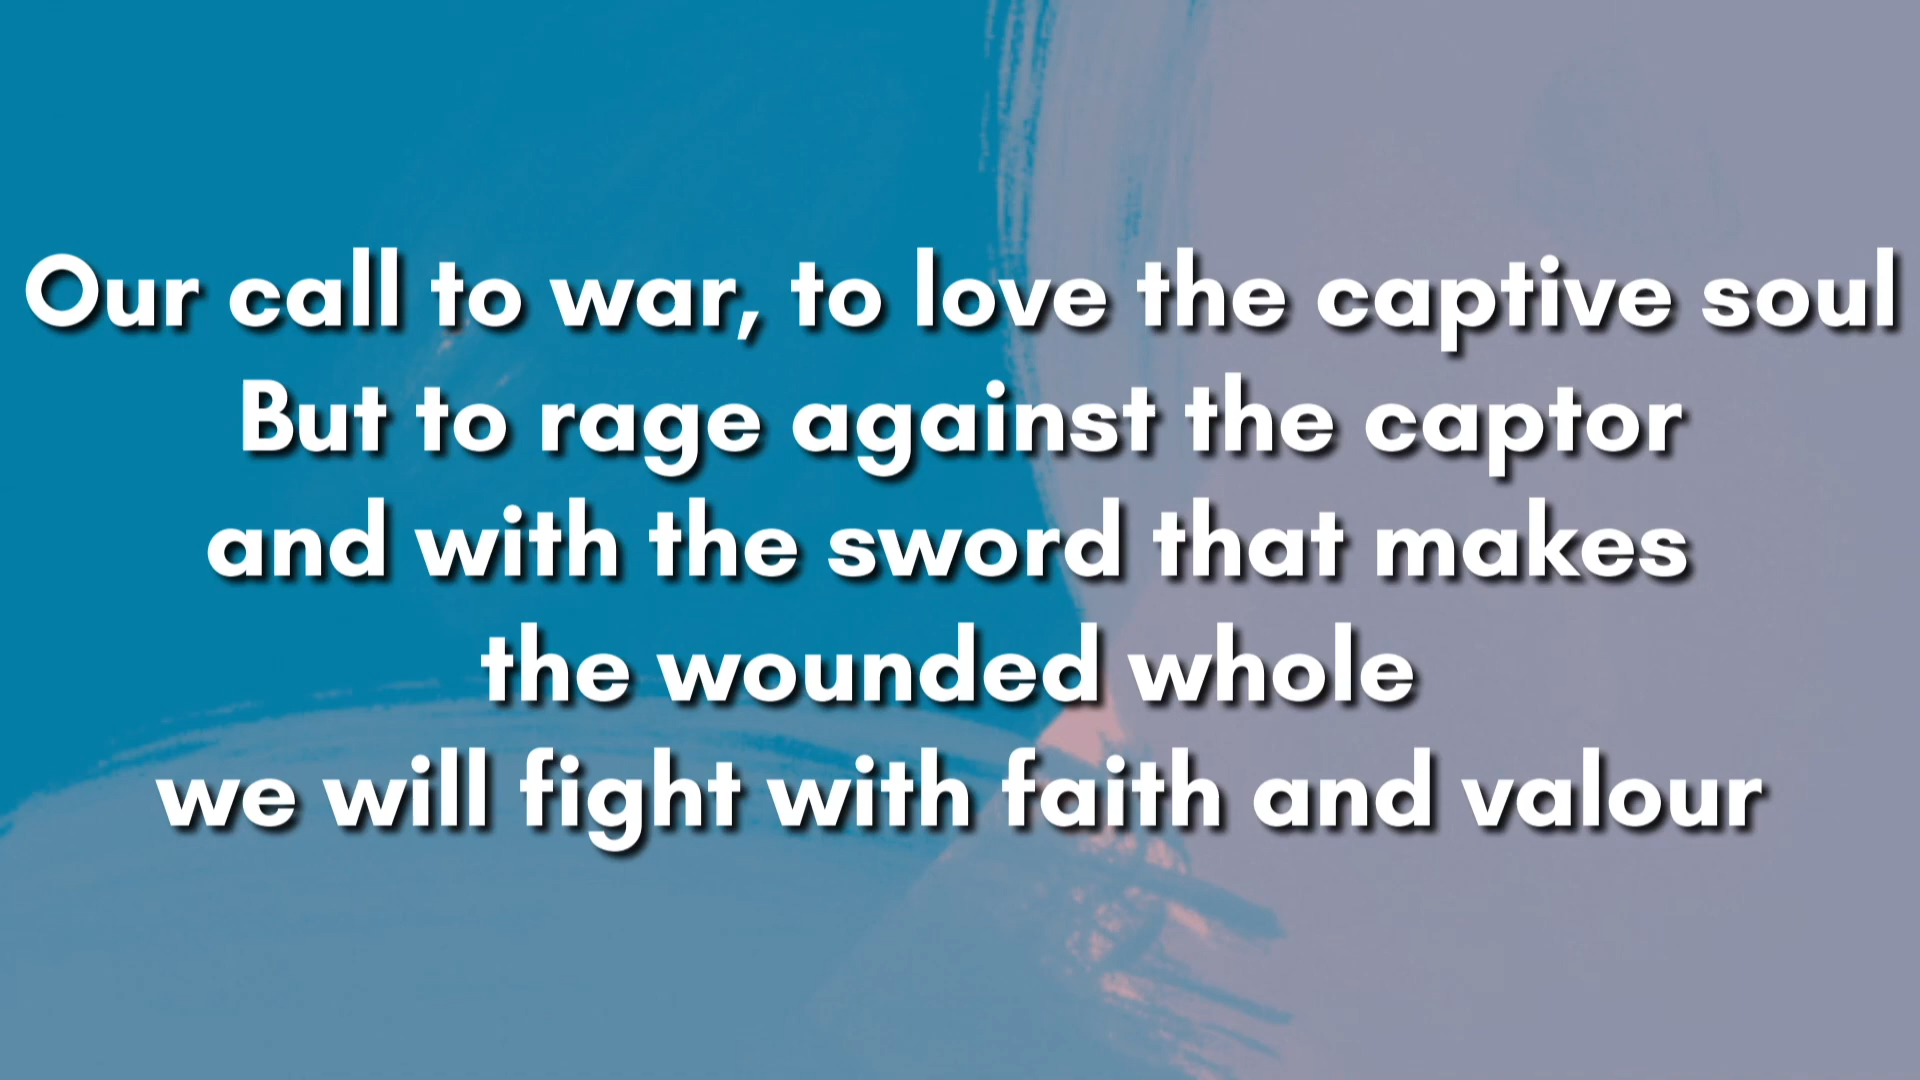 Our call to war, to love the captive soul
But to rage against the captor
and with the sword that makes
the wounded whole
we will fight with faith and valour